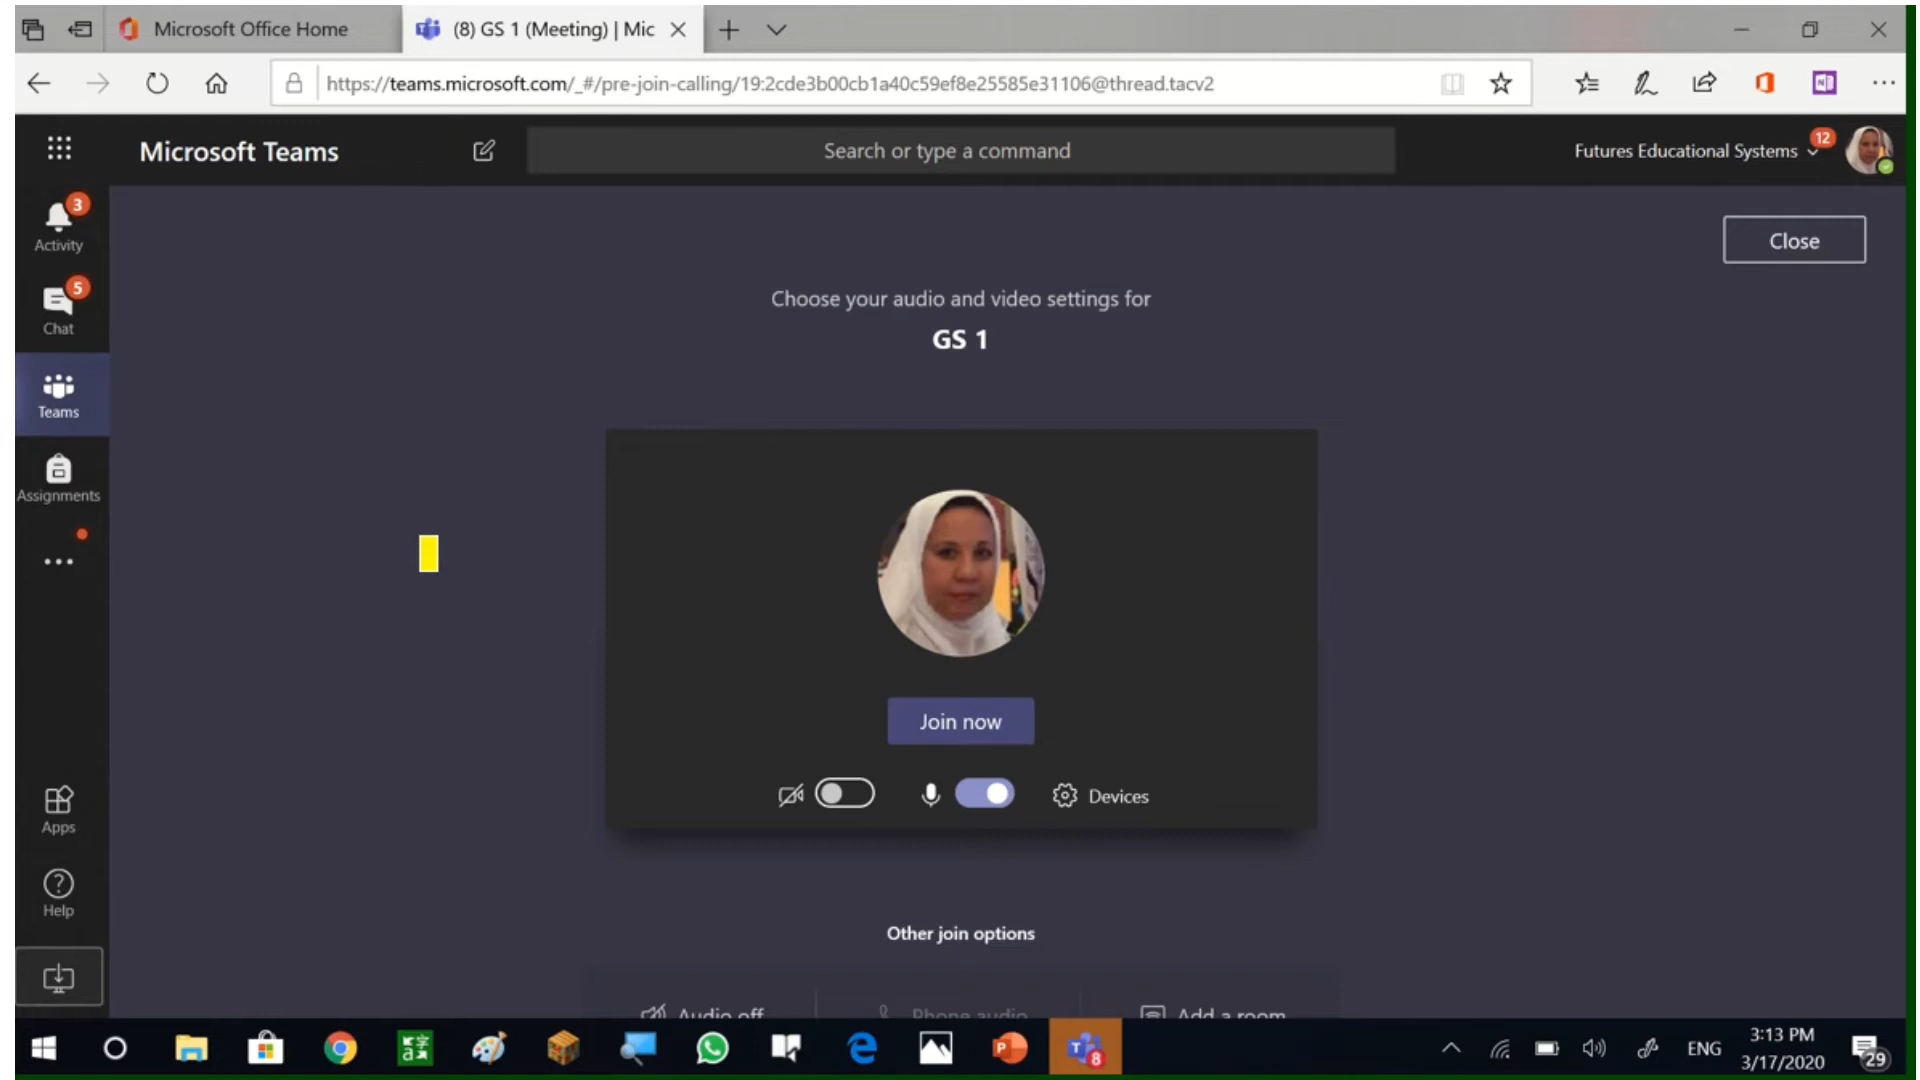 Microsoft Office Home
(8) GS 1 (Meeting) | Mic
https://teams.microsoft.com/_#/pre-join-calling/19:2cde3b00cb1a40c59ef8e25585e31106@thread.tacv2
Microsoft Teams
Search or type a command
Futures Educational Systems
12
3
Activity
5
Chat
Teams
Assignments
Apps
Help
Close
Choose your audio and video settings for
GS 1
Join now
Devices
Other join options
Audio off
Phone audio
Add a room
ENG
3:13 PM
3/17/2020
29
8